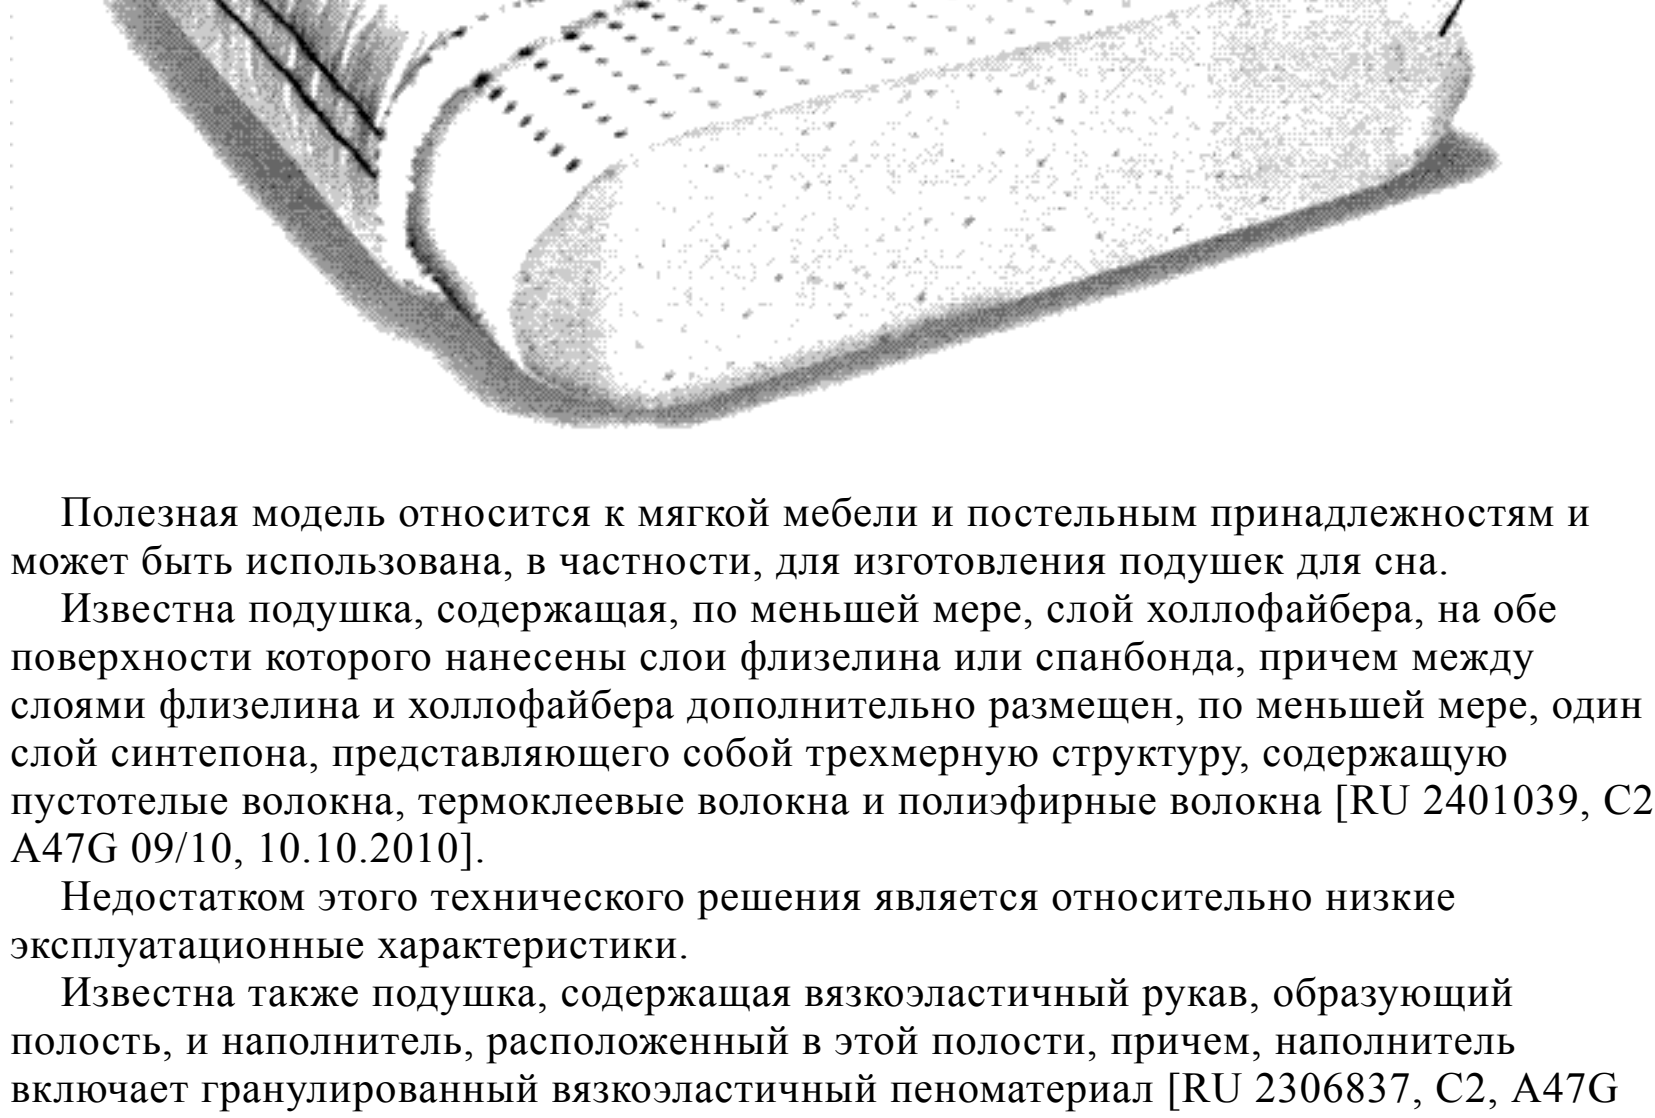 Полезная модель относится к мягкой мебели и постельным принадлежностям и
может быть использована, в частности, для изготовления подушек для сна.
Известна подушка, содержащая, по меньшей мере, слой холлофайбера, на обе
поверхности которого нанесены слои флизелина или спанбонда, причем между
слоями флизелина и холлофайбера дополнительно размещен, по меньшей мере, один
слой синтепона, представляющего собой трехмерную структуру, содержащую
пустотелые волокна, термоклеевые волокна и полиэфирные волокна [RU 2401039, C2
A47G 09/10, 10.10.2010].
Недостатком этого технического решения является относительно низкие
эксплуатационные характеристики.
Известна также подушка, содержащая вязкоэластичный рукав, образующий
полость, и наполнитель, расположенный в этой полости, причем, наполнитель
включает гранулированный вязкоэластичный пеноматериал [RU 2306837, C2, A47G